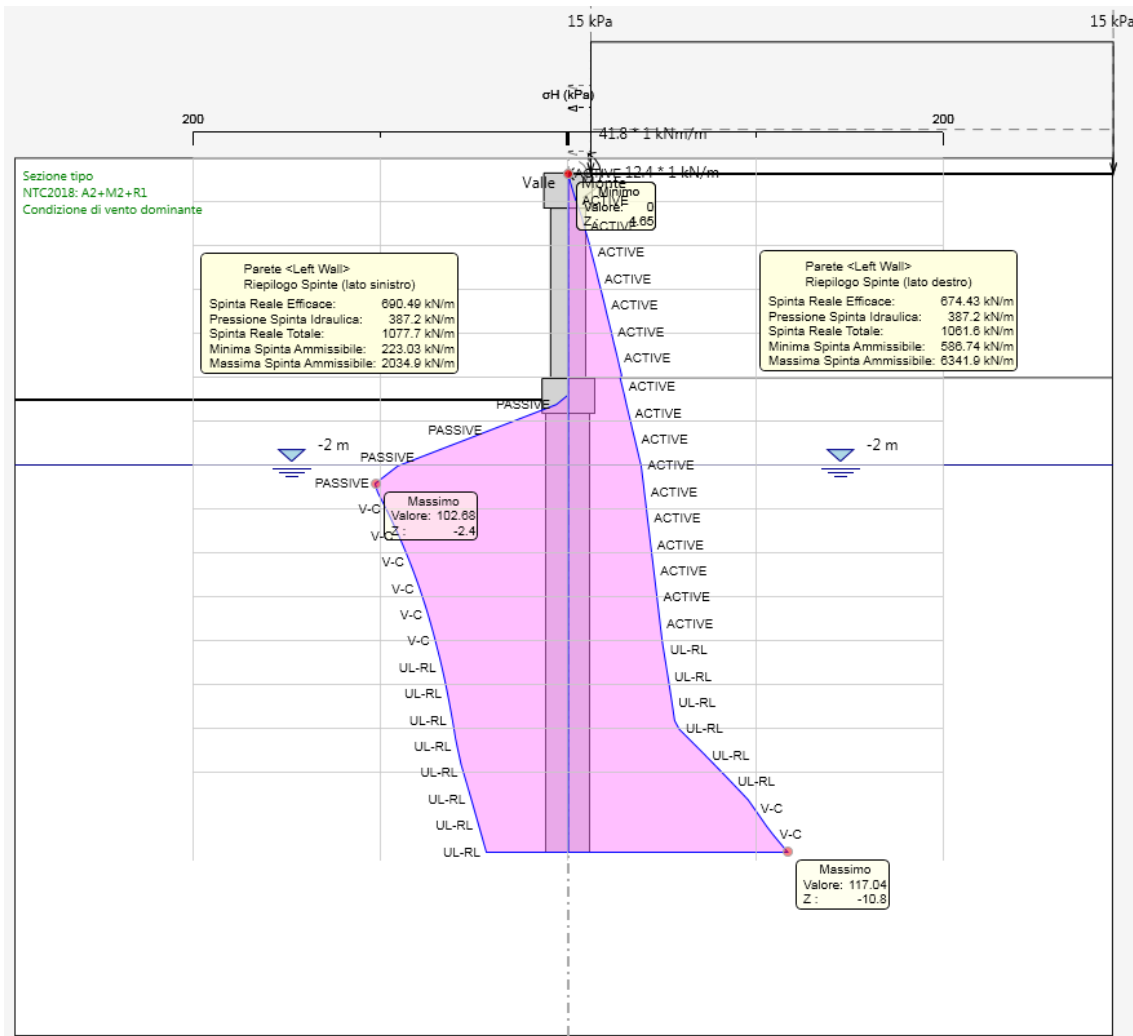 15 kPa
15 kPa
σH (kPa)
200
200
41.8 * 1 kNm/m
ACTIVE 12.4 * 1 kN/m
Sezione tipo
NTC2018: A2+M2+R1
Condizione di vento dominante
Valle
Monte
Minimo
Valore: 0
Z : 4.65
ACTIVE
ACTIVE
ACTIVE
ACTIVE
ACTIVE
ACTIVE
ACTIVE
Parete <Left Wall>
Riepilogo Spinte (lato sinistro)
Spinta Reale Efficace: 690.49 kN/m
Pressione Spinta Idraulica: 387.2 kN/m
Spinta Reale Totale: 1077.7 kN/m
Minima Spinta Ammissibile: 223.03 kN/m
Massima Spinta Ammissibile: 2034.9 kN/m
Parete <Left Wall>
Riepilogo Spinte (lato destro)
Spinta Reale Efficace: 674.43 kN/m
Pressione Spinta Idraulica: 387.2 kN/m
Spinta Reale Totale: 1061.6 kN/m
Minima Spinta Ammissibile: 586.74 kN/m
Massima Spinta Ammissibile: 6341.9 kN/m
ACTIVE
PASSIVE
ACTIVE
PASSIVE
ACTIVE
-2 m
PASSIVE
ACTIVE
-2 m
PASSIVE
ACTIVE
Massimo
Valore: 102.68
Z : -2.4
V-C
ACTIVE
V-C
ACTIVE
V-C
ACTIVE
V-C
ACTIVE
V-C
ACTIVE
V-C
UL-RL
UL-RL
UL-RL
UL-RL
UL-RL
UL-RL
UL-RL
UL-RL
UL-RL
UL-RL
UL-RL
UL-RL
V-C
UL-RL
V-C
UL-RL
Massimo
Valore: 117.04
Z : -10.8